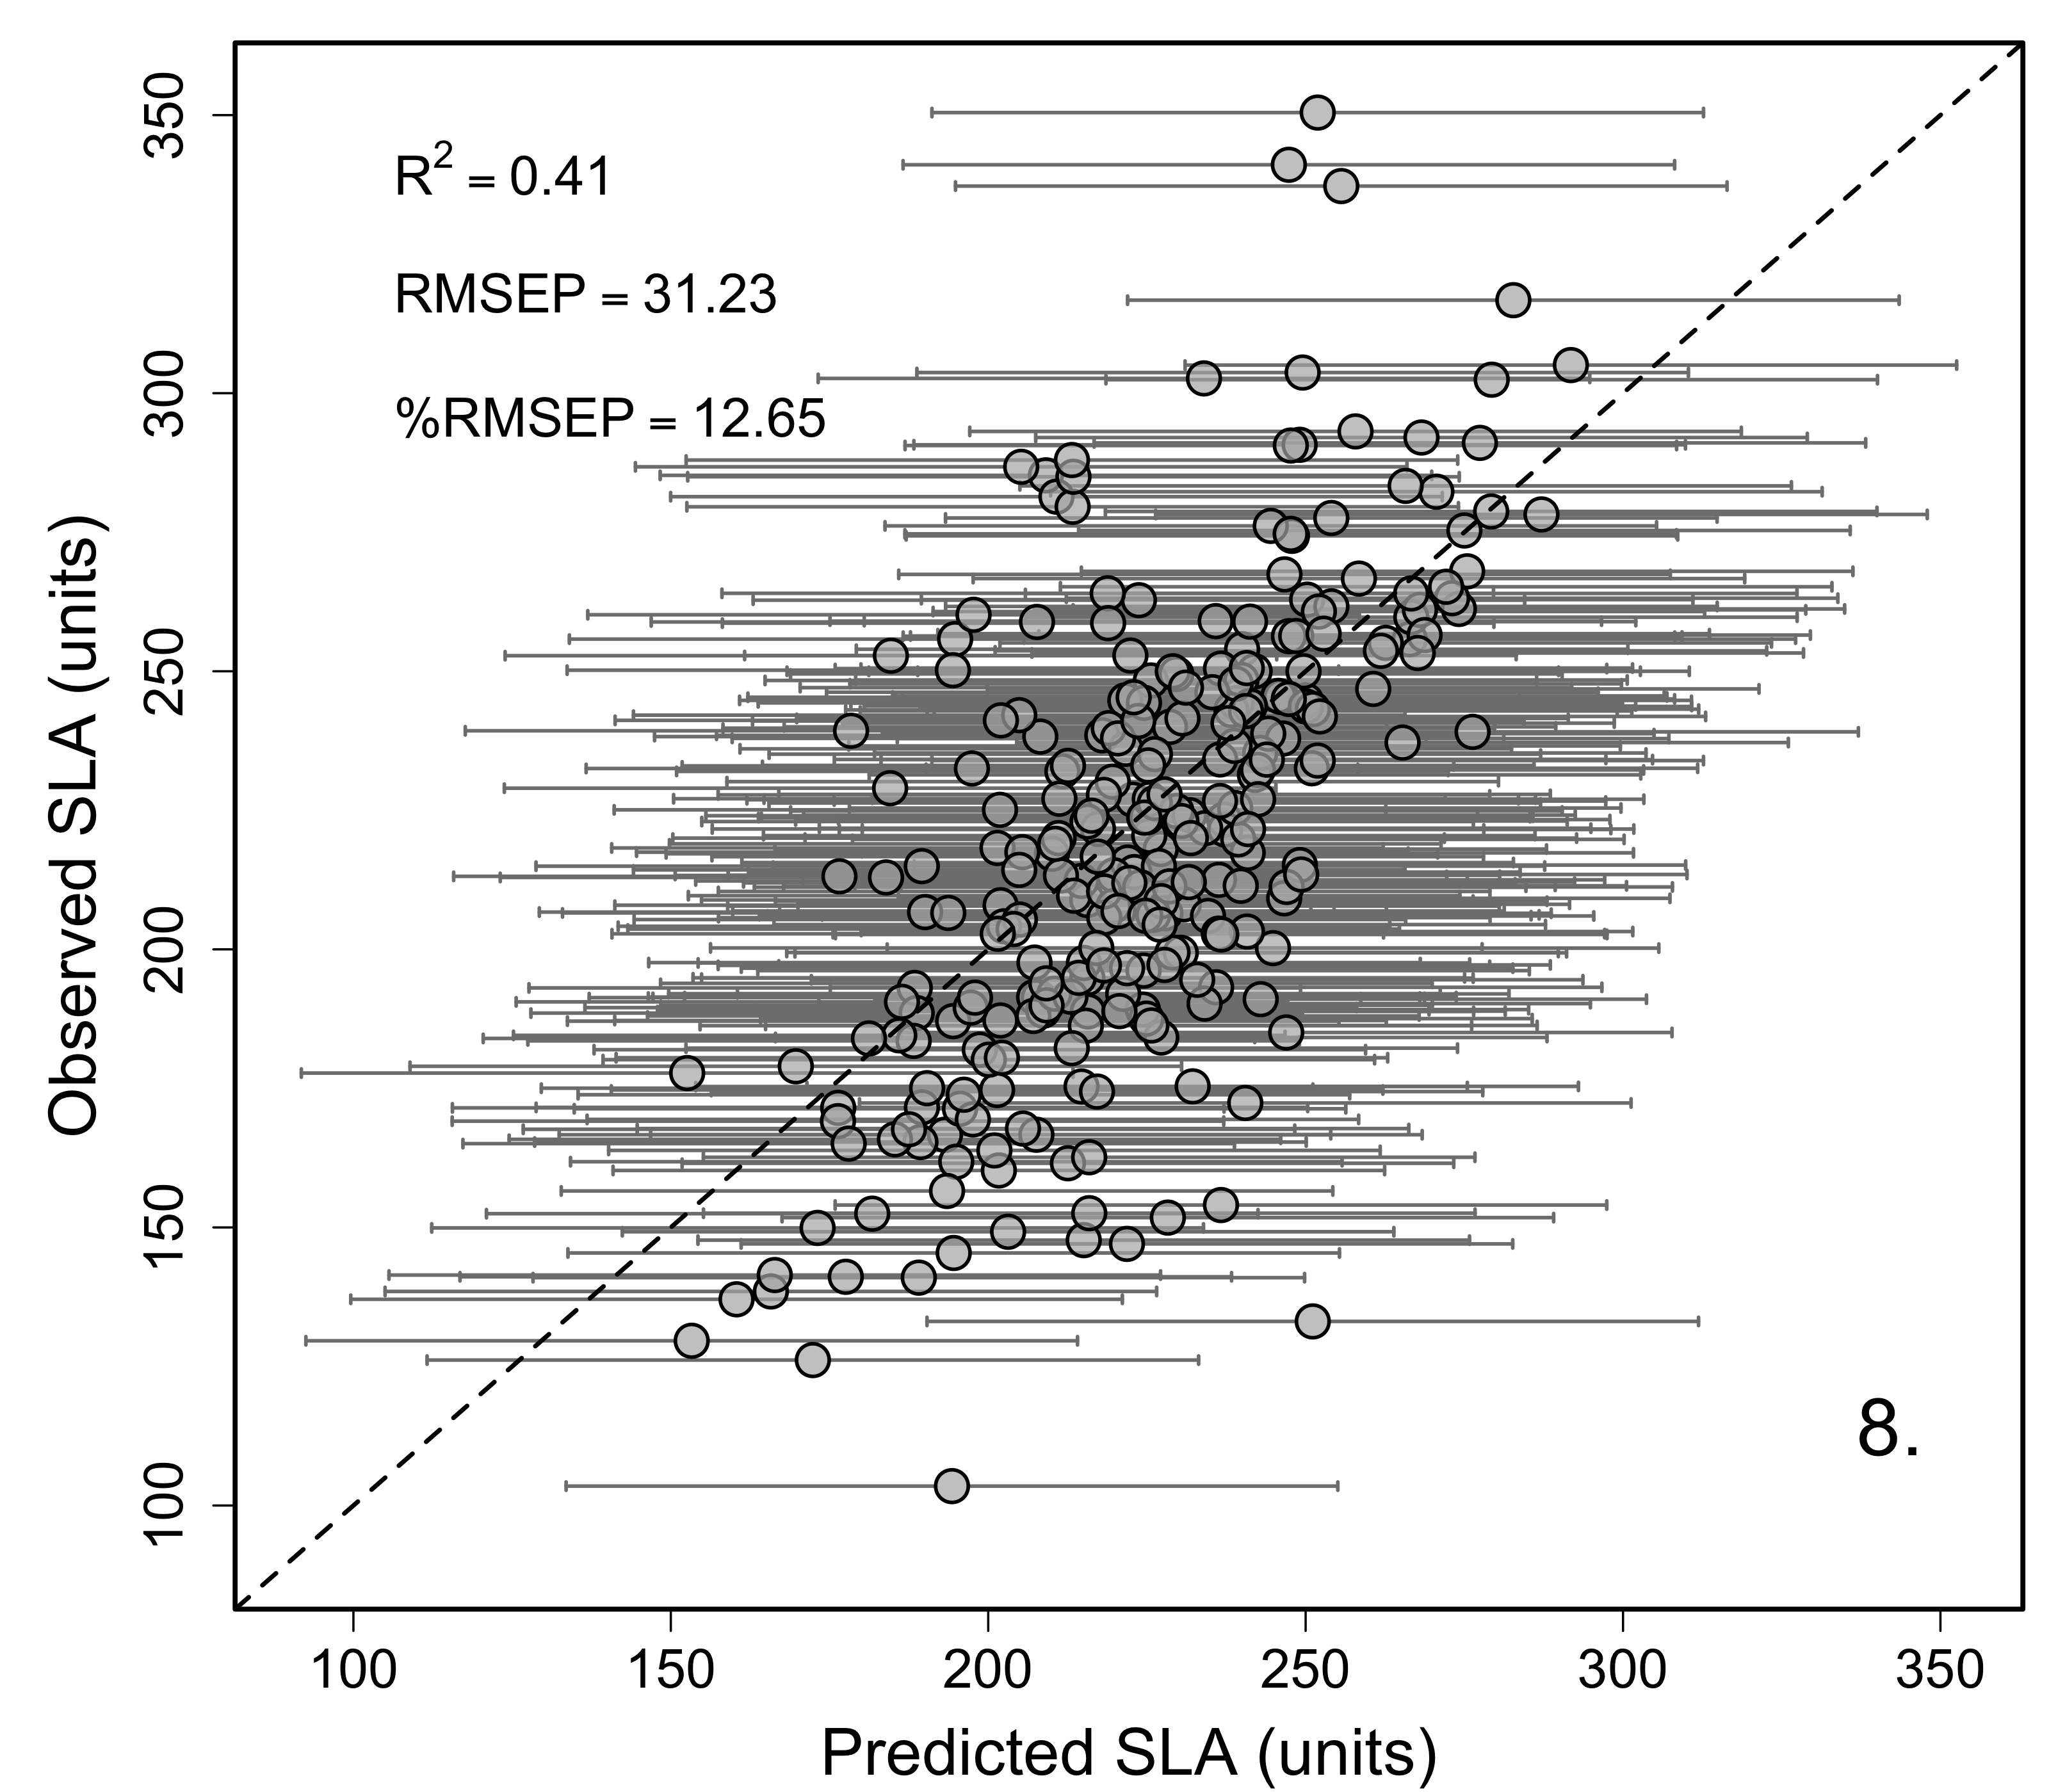 R² = 0.41
RMSEP = 31.23
%RMSEP = 12.65
350
300
250
200
150
100
Observed SLA (units)
8.
100 150 200 250 300 350
Predicted SLA (units)